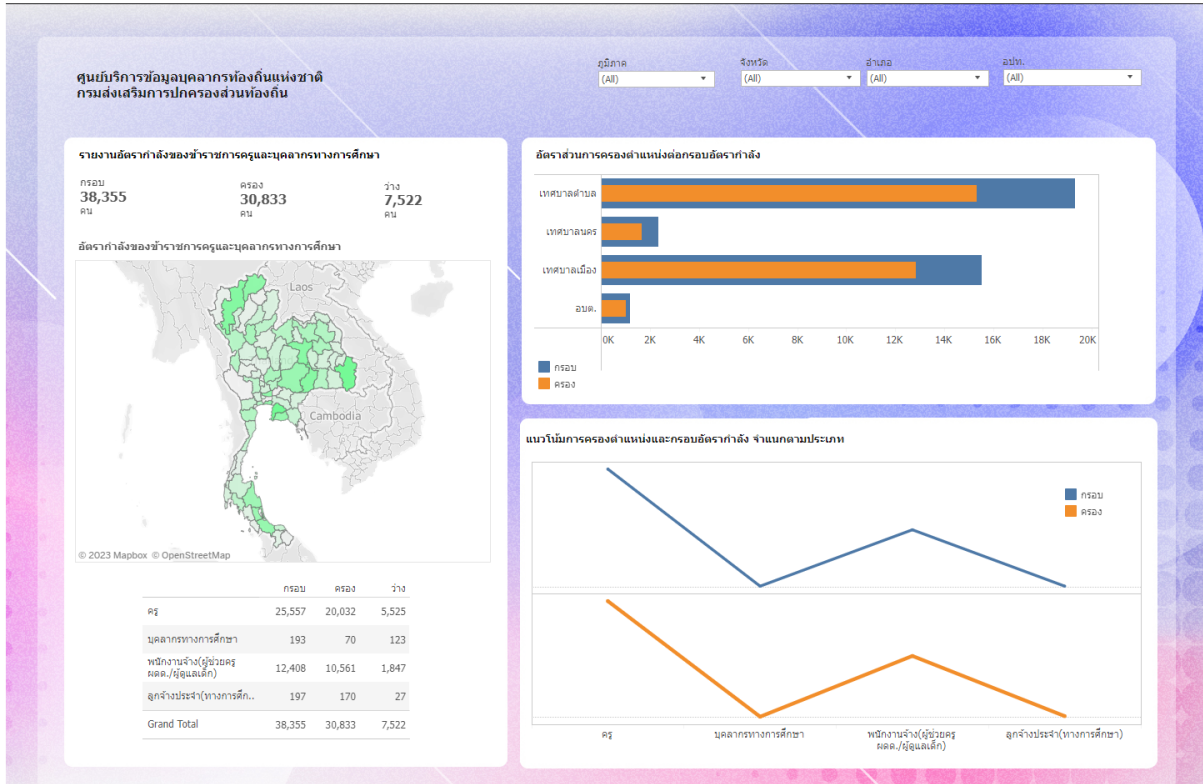 ศูนย์บริการข้อมูลบุคลากรท้องถิ่นแห่งชาติ
กรมส่งเสริมการปกครองส่วนท้องถิ่น
ภูมิภาค
(All)
จังหวัด
(All)
อำเภอ
(All)
อปท.
(All)
รายงานอัตรากำลังของข้าราชการครูและบุคลากรทางการศึกษา
กรอบ
38,355
คน
ครอง
30,833
คน
ว่าง
7,522
คน
อัตรากำลังของข้าราชการครูและบุคลากรทางการศึกษา
Laos
Cambodia
© 2023 Mapbox © OpenStreetMap
กรอบ ครอง ว่าง
ครู 25,557 20,032 5,525
บุคลากรทางการศึกษา 193 70 123
พนักงานจ้าง(ผู้ช่วยครู
ผดด./ผู้ดูแลเด็ก) 12,408 10,561 1,847
ลูกจ้างประจำ(ทางการศึก.. 197 170 27
Grand Total 38,355 30,833 7,522
อัตราส่วนการครองตำแหน่งต่อกรอบอัตรากำลัง
เทศบาลตำบล
เทศบาลนคร
เทศบาลเมือง
อบต.
0K 2K 4K 6K 8K 10K 12K 14K 16K 18K 20K
กรอบ
ครอง
แนวโน้มการครองตำแหน่งและกรอบอัตรากำลัง จำแนกตามประเภท
กรอบ
ครอง
ครู
บุคลากรทางการศึกษา
พนักงานจ้าง(ผู้ช่วยครู
ผดด./ผู้ดูแลเด็ก)
ลูกจ้างประจำ(ทางการศึกษา)